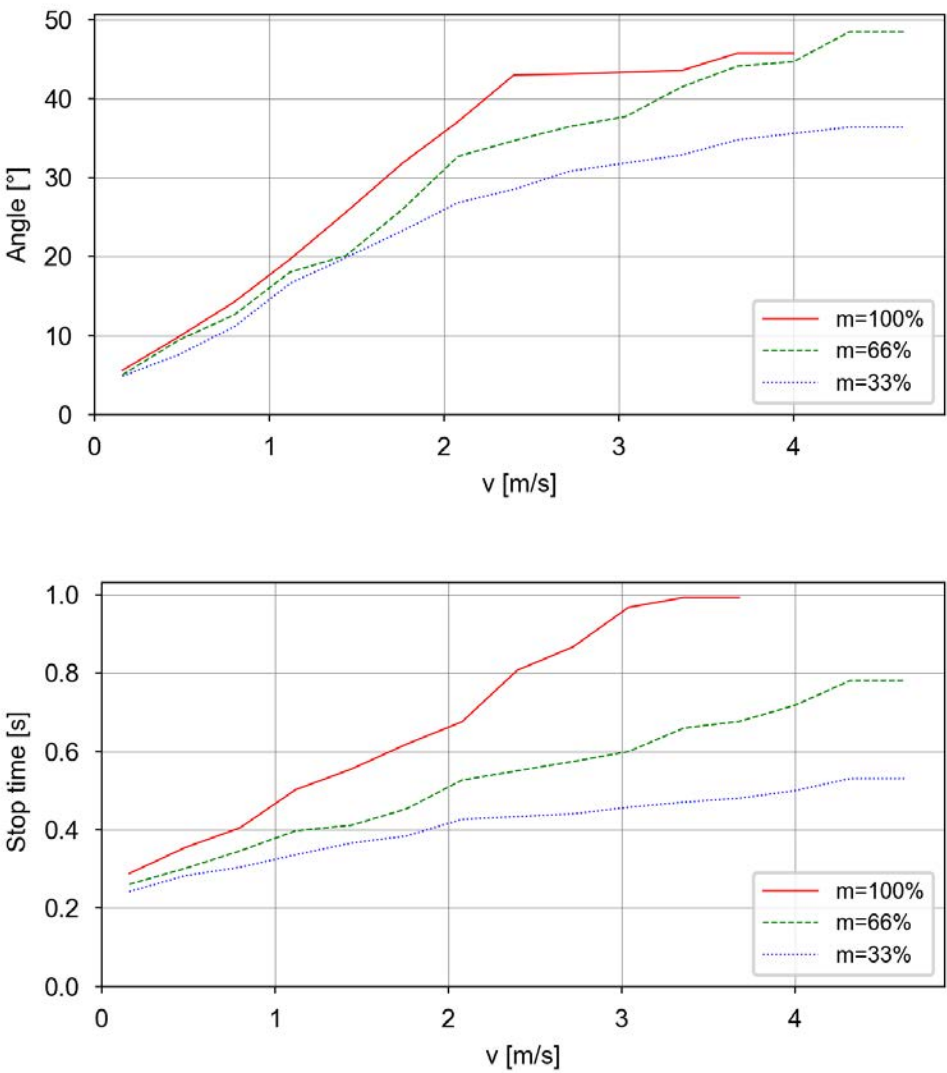 50
40
30
20
10
0
Angle [°]
0 1 2 3 4
v [m/s]
m=100%
m=66%
m=33%
1.0
0.8
0.6
0.4
0.2
0.0
Stop time [s]
0 1 2 3 4
v [m/s]
m=100%
m=66%
m=33%